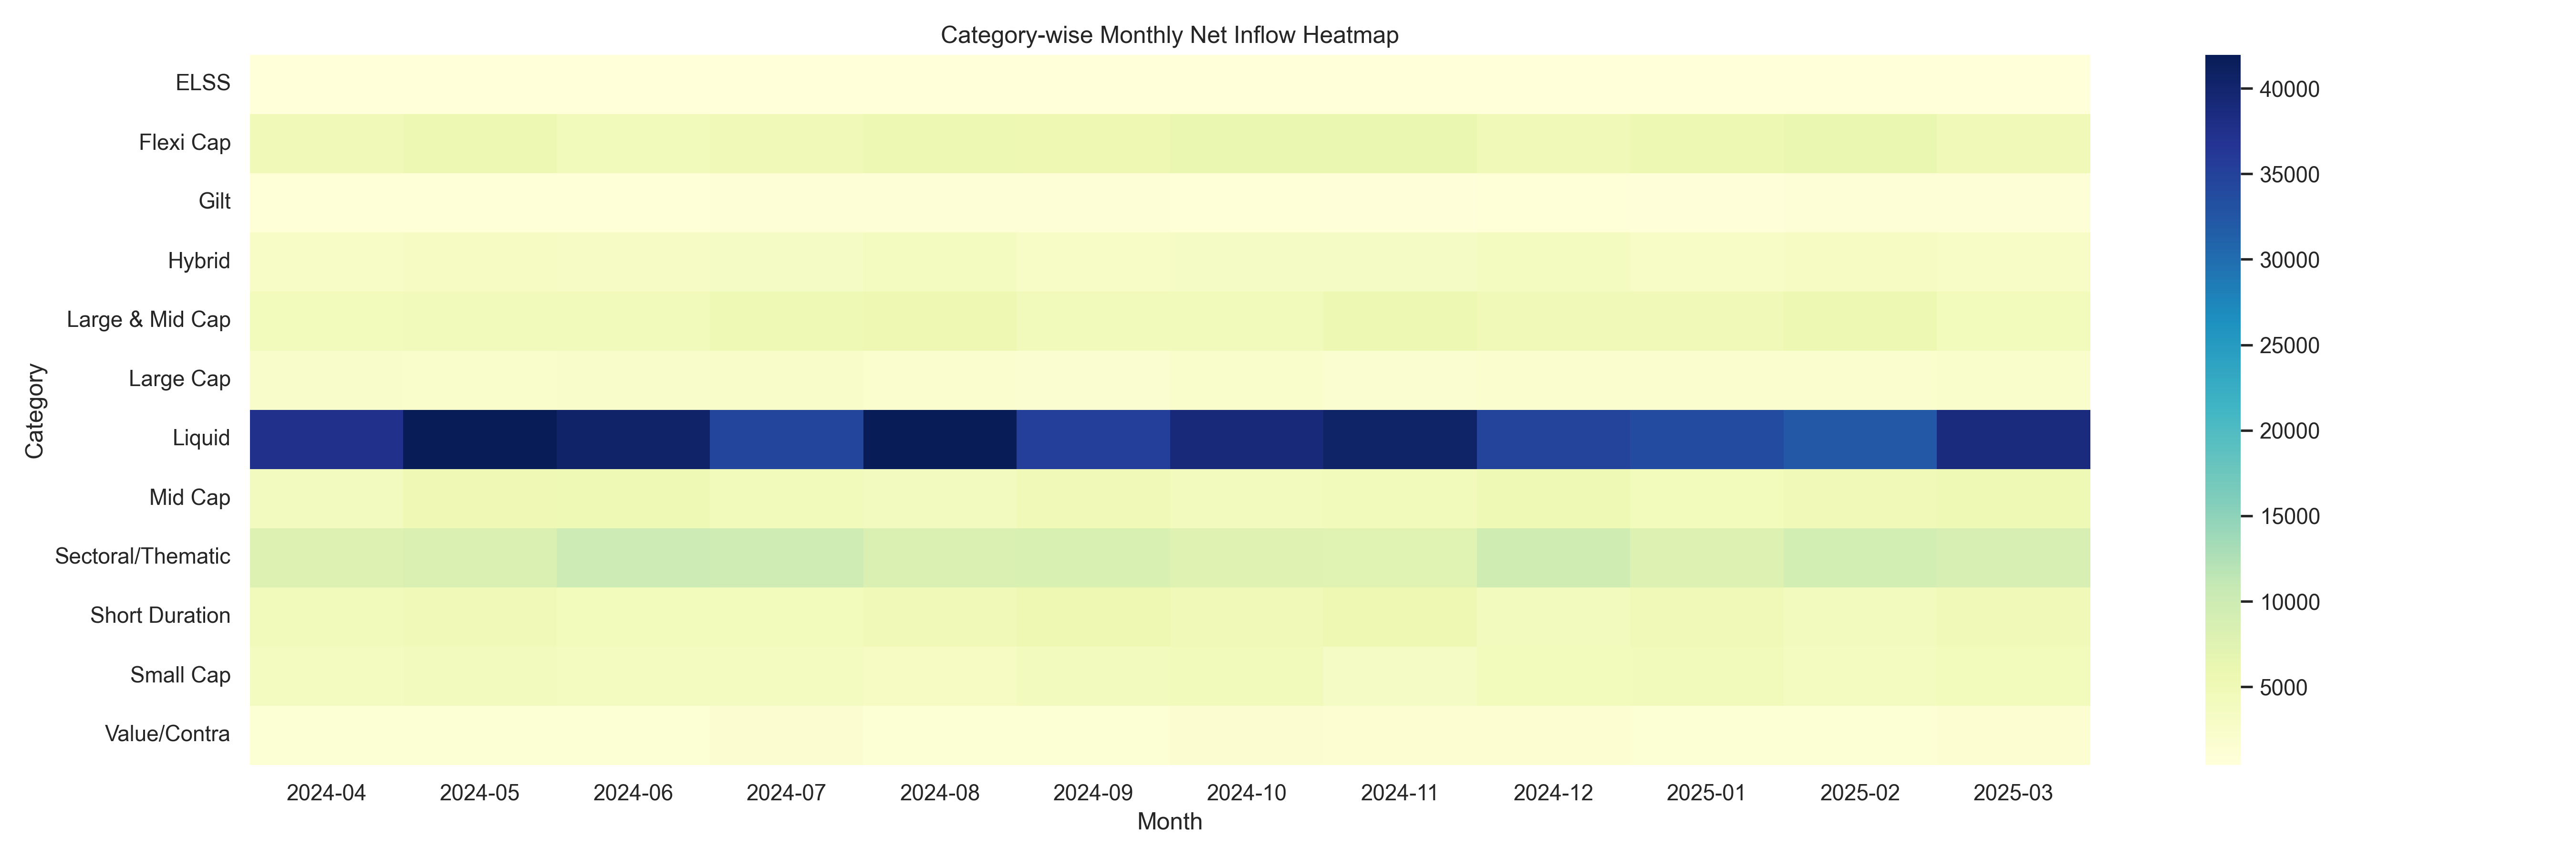 Category-wise Monthly Net Inflow Heatmap
Category
ELSS
Flexi Cap
Gilt
Hybrid
Large & Mid Cap
Large Cap
Liquid
Mid Cap
Sectoral/Thematic
Short Duration
Small Cap
Value/Contra
2024-04 2024-05 2024-06 2024-07 2024-08 2024-09 2024-10 2024-11 2024-12 2025-01 2025-02 2025-03
Month
40000
35000
30000
25000
20000
15000
10000
5000